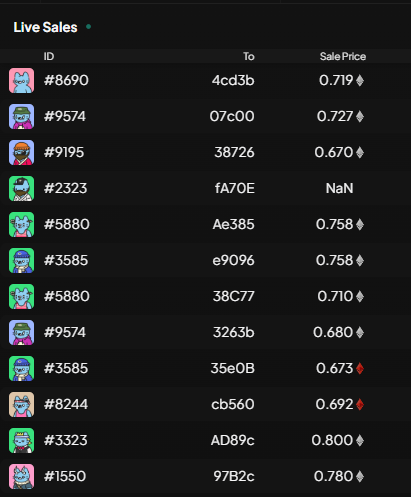 Live Sales
ID To Sale Price
#8690 4cd3b 0.719
#9574 07c00 0.727
#9195 38726 0.670
#2323 fA70E NaN
#5880 Ae385 0.758
#3585 e9096 0.758
#5880 38C77 0.710
#9574 3263b 0.680
#3585 35e0B 0.673
#8244 cb560 0.692
#3323 AD89c 0.800
#1550 97B2c 0.780